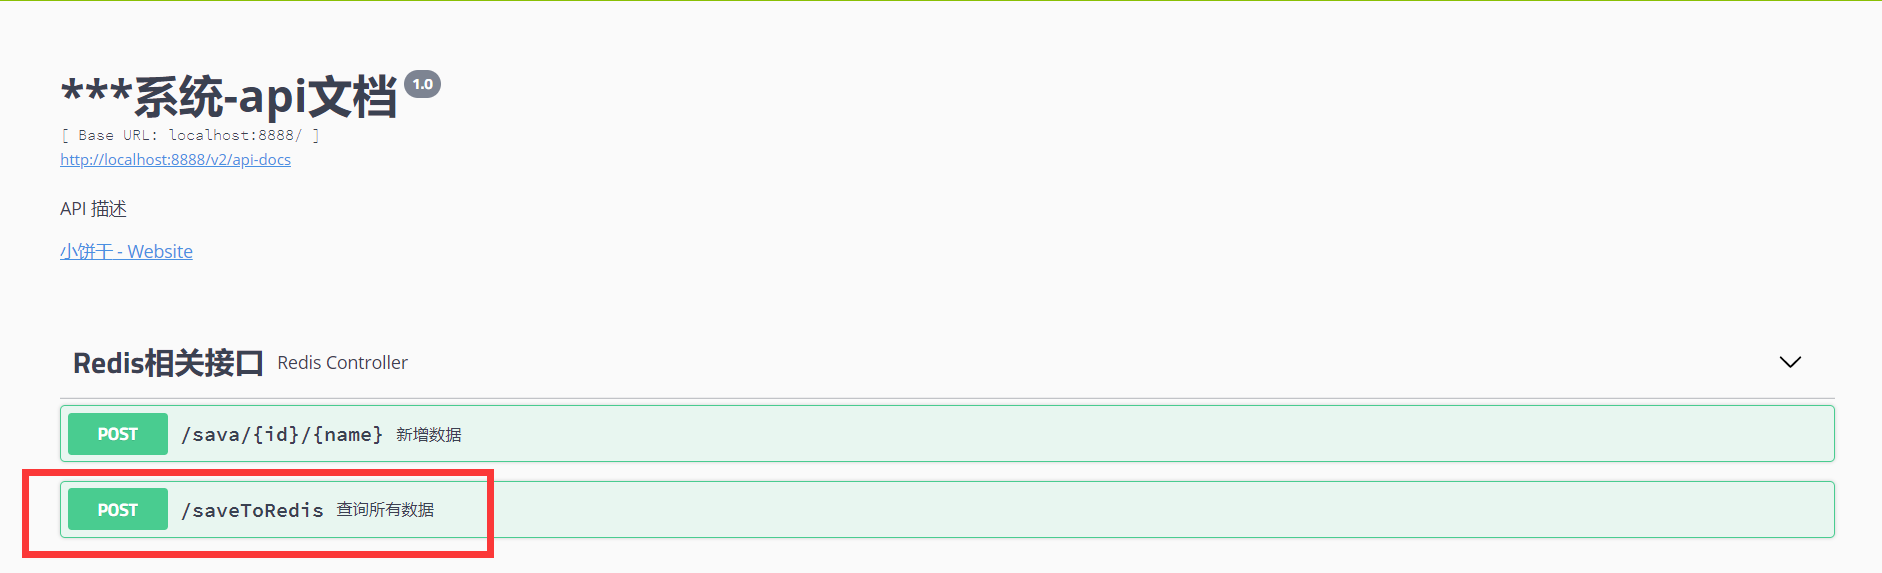 ***系统-api文档 1.0
[ Base URL: localhost:8888/ ]
http://localhost:8888/v2/api-docs
API 描述
小饼干 - Website
Redis相关接口 Redis Controller
POST /sava/{id}/{name} 新增数据
POST /saveToRedis 查询所有数据